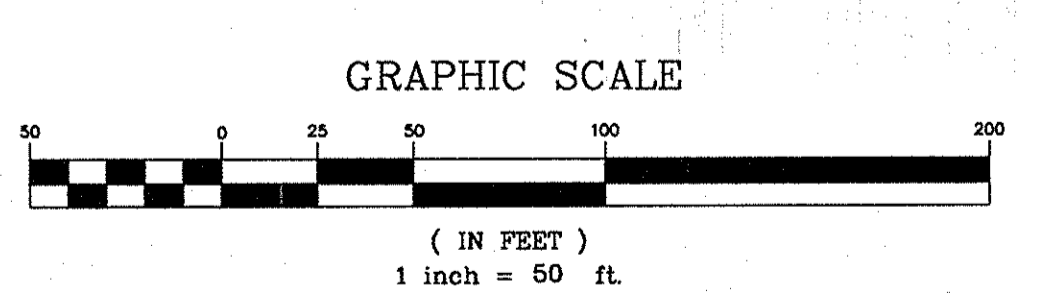 GRAPHIC SCALE
50 0 25 50 100 200
( IN FEET )
1 inch = 50 ft.